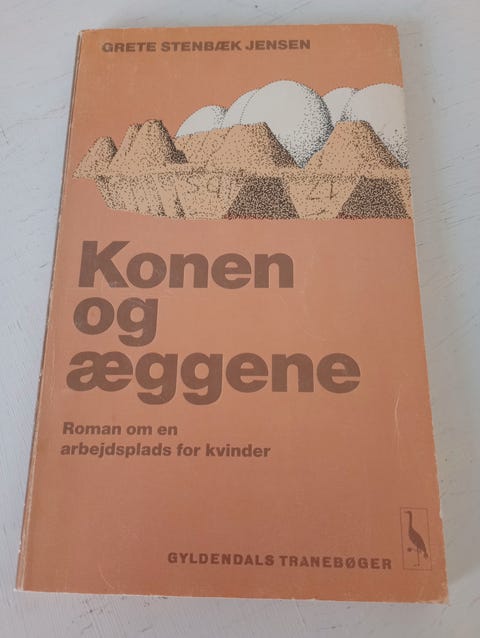 GRETE STENBÆK JENSEN
Konen
og
æggene
Roman om en
arbejdsplads for kvinder
GYLDENDALS TRANEBØGER